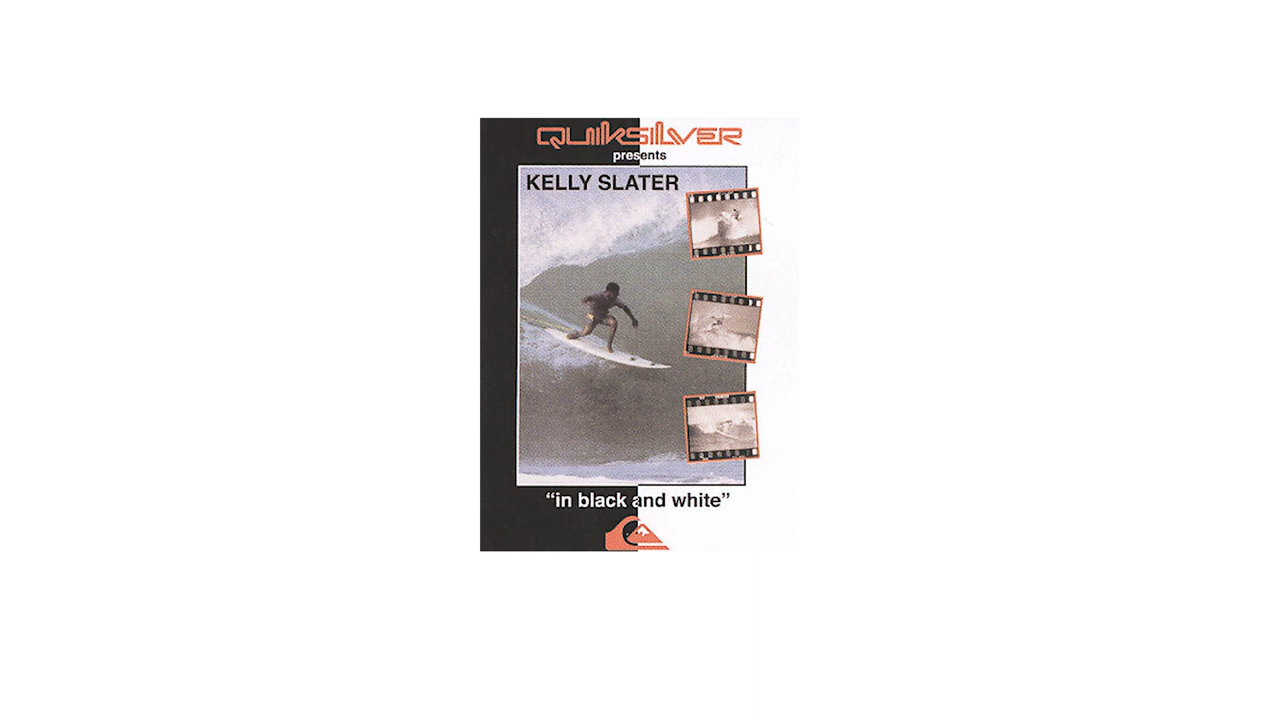 QUIKSILVER
presents
KELLY SLATER
“in black and white”